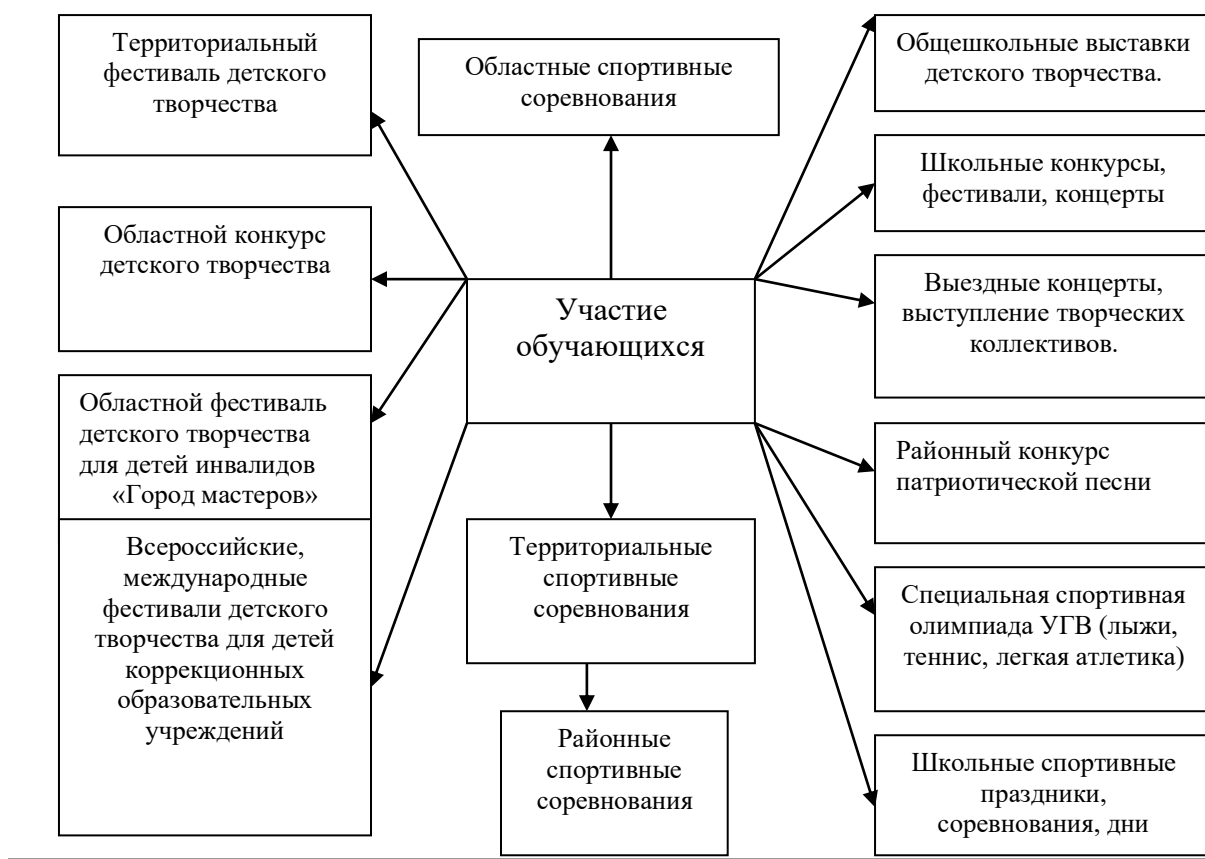 Территориальный
фестиваль детского
творчества
Областные спортивные
соревнования
Общешкольные выставки
детского творчества.
Школьные конкурсы,
фестивали, концерты
Областной конкурс
детского творчества
Выездные концерты,
выступление творческих
коллективов.
Участие
обучающихся
Областной фестиваль
детского творчества
для детей инвалидов
«Город мастеров»
Районный конкурс
патриотической песни
Всероссийские,
международные
фестивали детского
творчества для детей
коррекционных
образовательных
учреждений
Территориальные
спортивные
соревнования
Специальная спортивная
олимпиада УГВ (лыжи,
теннис, легкая атлетика)
Районные
спортивные
соревнования
Школьные спортивные
праздники,
соревнования, дни